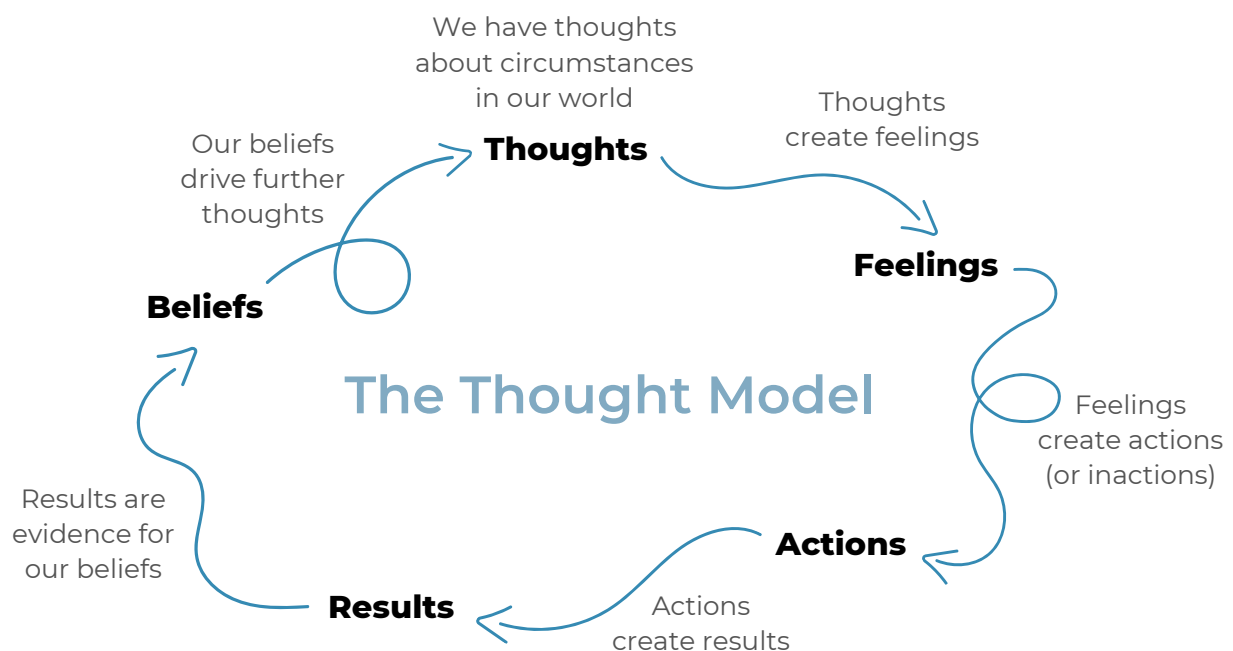 We have thoughts
about circumstances
in our world
Thoughts
Thoughts
create feelings
Our beliefs
drive further
thoughts
Feelings
Beliefs
The Thought Model
Feelings
create actions
(or inactions)
Results are
evidence for
our beliefs
Actions
Results
Actions
create results